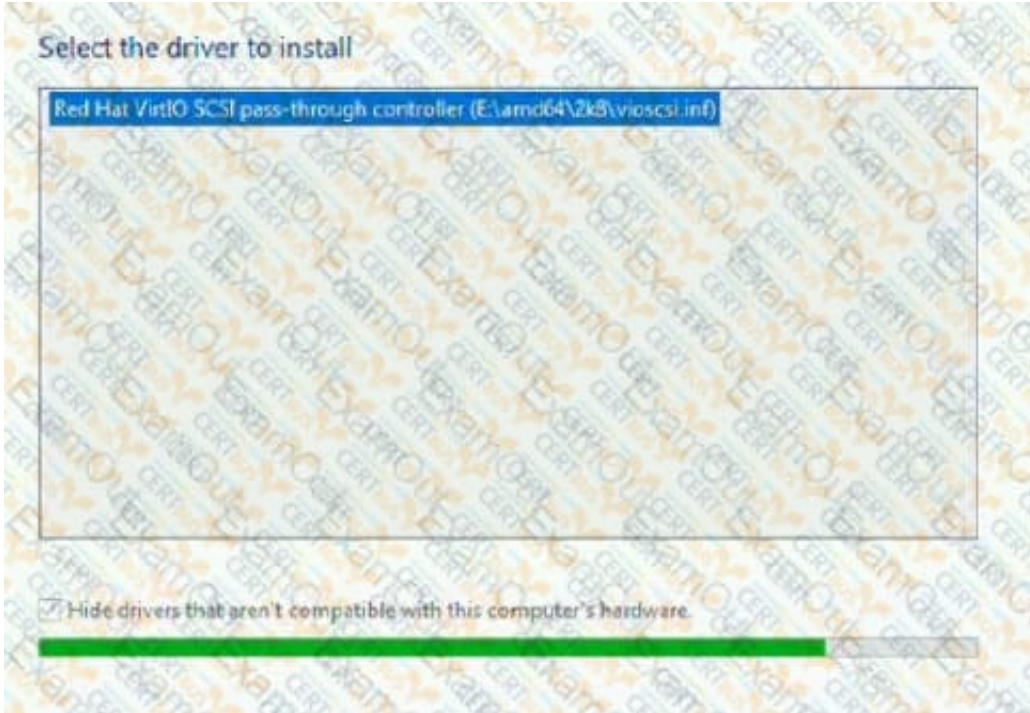 Select the driver to install
Red Hat VirtIO SCSI pass-through controller (E:\amd64\2k8\vioscsi.inf)
Hide drivers that aren't compatible with this computer's hardware.